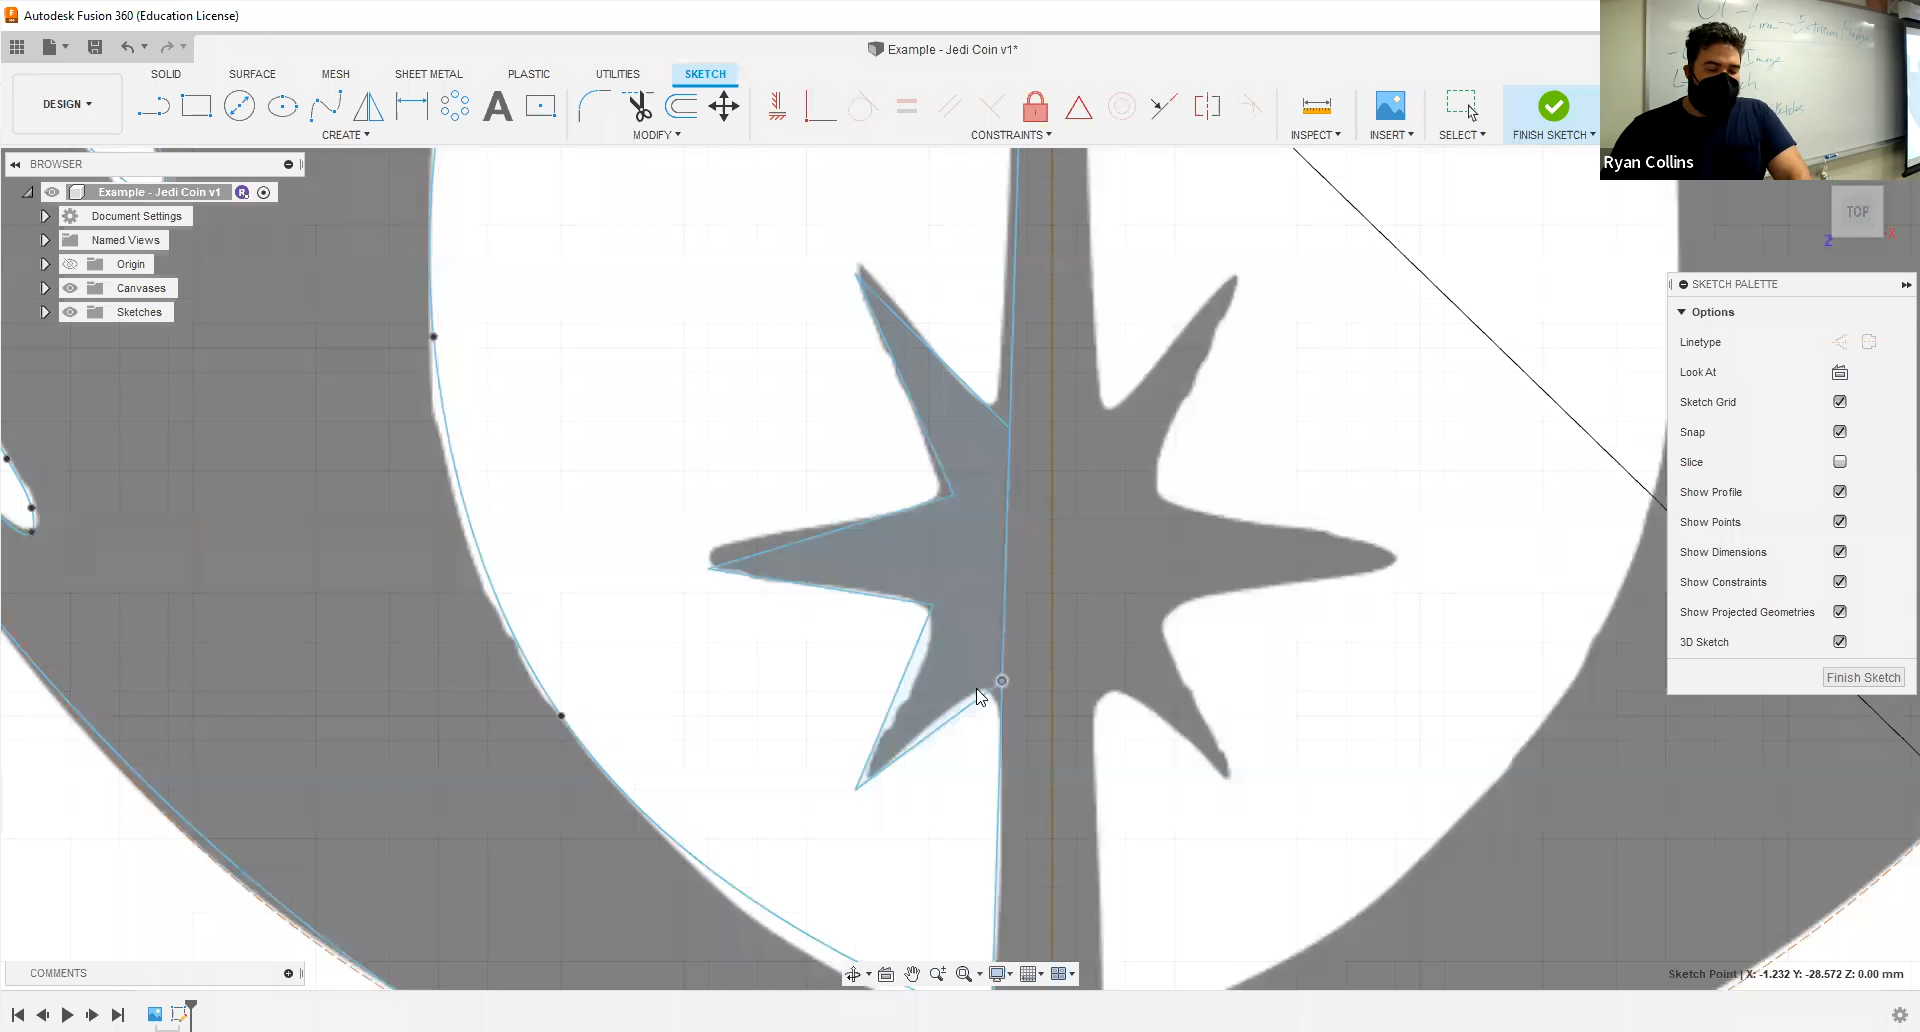 Autodesk Fusion 360 (Education License)
Example - Jedi Coin v1*
SOLID SURFACE MESH SHEET METAL PLASTIC UTILITIES SKETCH
DESIGN
CREATE MODIFY CONSTRAINTS INSPECT INSERT SELECT FINISH SKETCH
Image
Ryan Collins
BROWSER
Example - Jedi Coin v1
Document Settings
Named Views
Origin
Canvases
Sketches
TOP
Z X
SKETCH PALETTE
Options
Linetype
Look At
Sketch Grid
Snap
Slice
Show Profile
Show Points
Show Dimensions
Show Constraints
Show Projected Geometries
3D Sketch
Finish Sketch
COMMENTS
Sketch Point | X: -1.232 Y: -28.572 Z: 0.00 mm